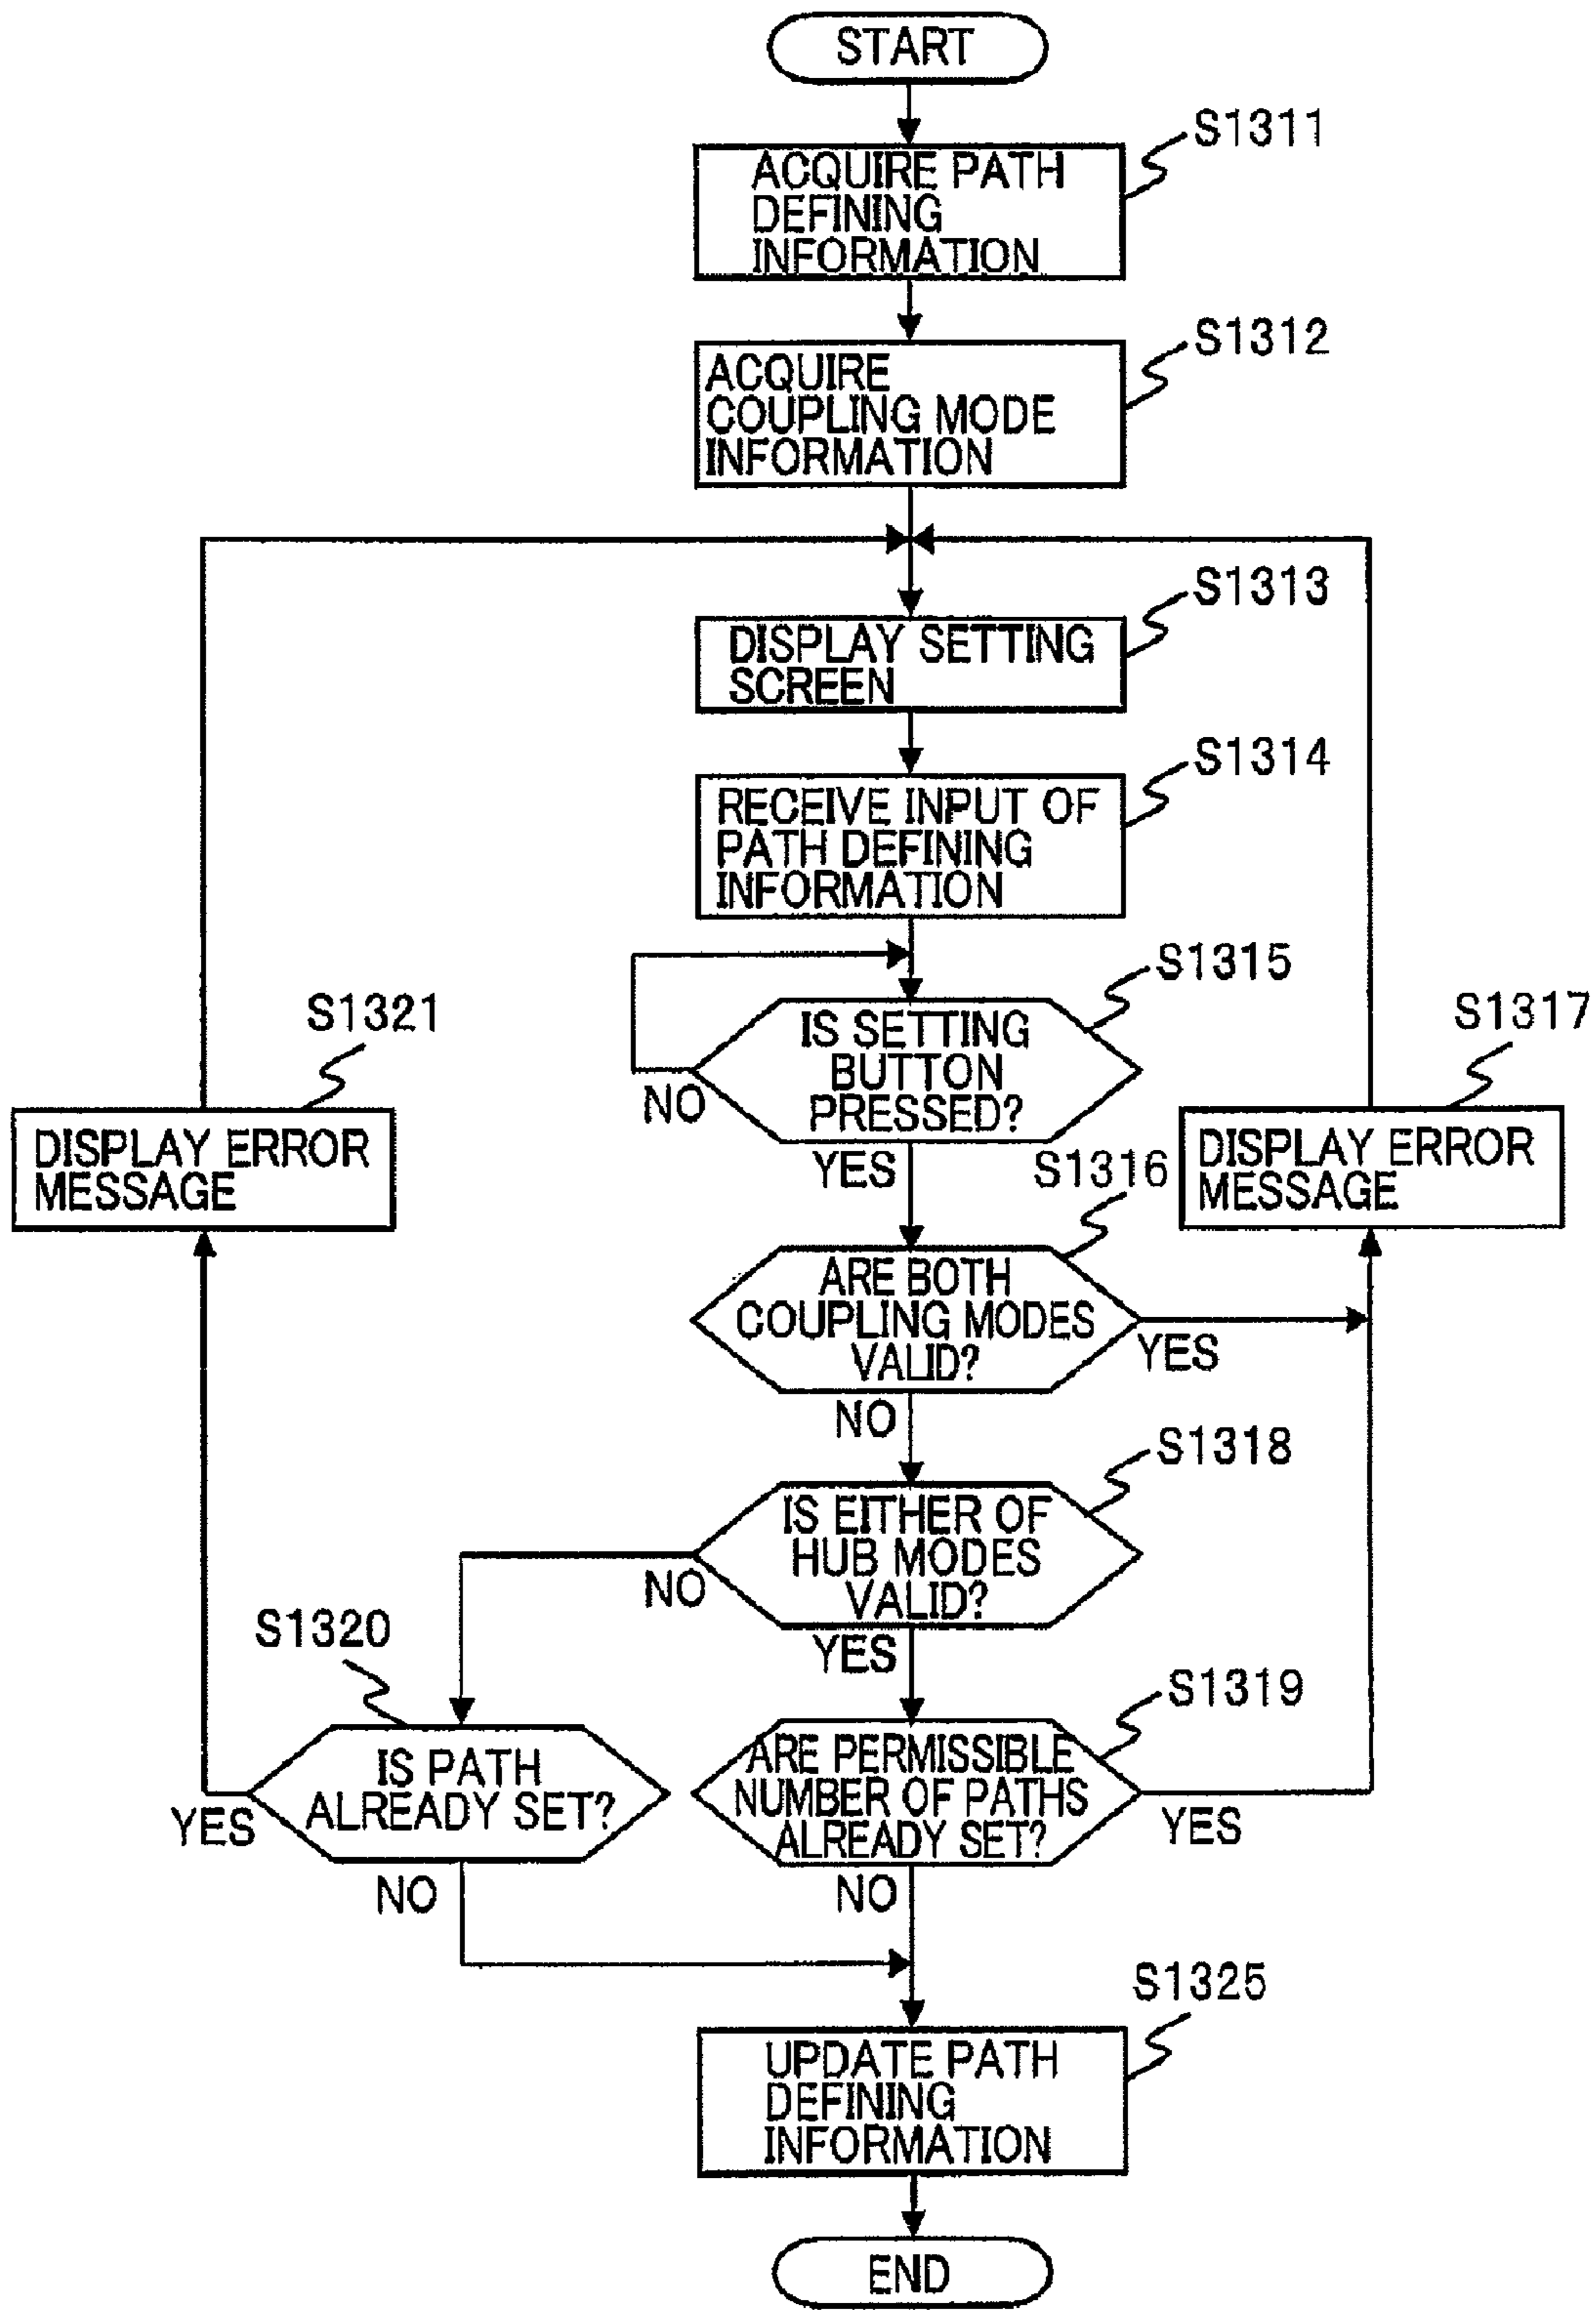 START
S1311
ACQUIRE PATH
DEFINING
INFORMATION
S1312
ACQUIRE
COUPLING MODE
INFORMATION
S1313
DISPLAY SETTING
SCREEN
S1314
RECEIVE INPUT OF
PATH DEFINING
INFORMATION
S1315
IS SETTING
BUTTON
PRESSED?
NO
YES
S1321
DISPLAY ERROR
MESSAGE
S1317
DISPLAY ERROR
MESSAGE
S1316
ARE BOTH
COUPLING MODES
VALID?
YES
NO
S1318
IS EITHER OF
HUB MODES
VALID?
NO
YES
S1320
IS PATH
ALREADY SET?
YES
NO
S1319
ARE PERMISSIBLE
NUMBER OF PATHS
ALREADY SET?
YES
NO
S1325
UPDATE PATH
DEFINING
INFORMATION
END